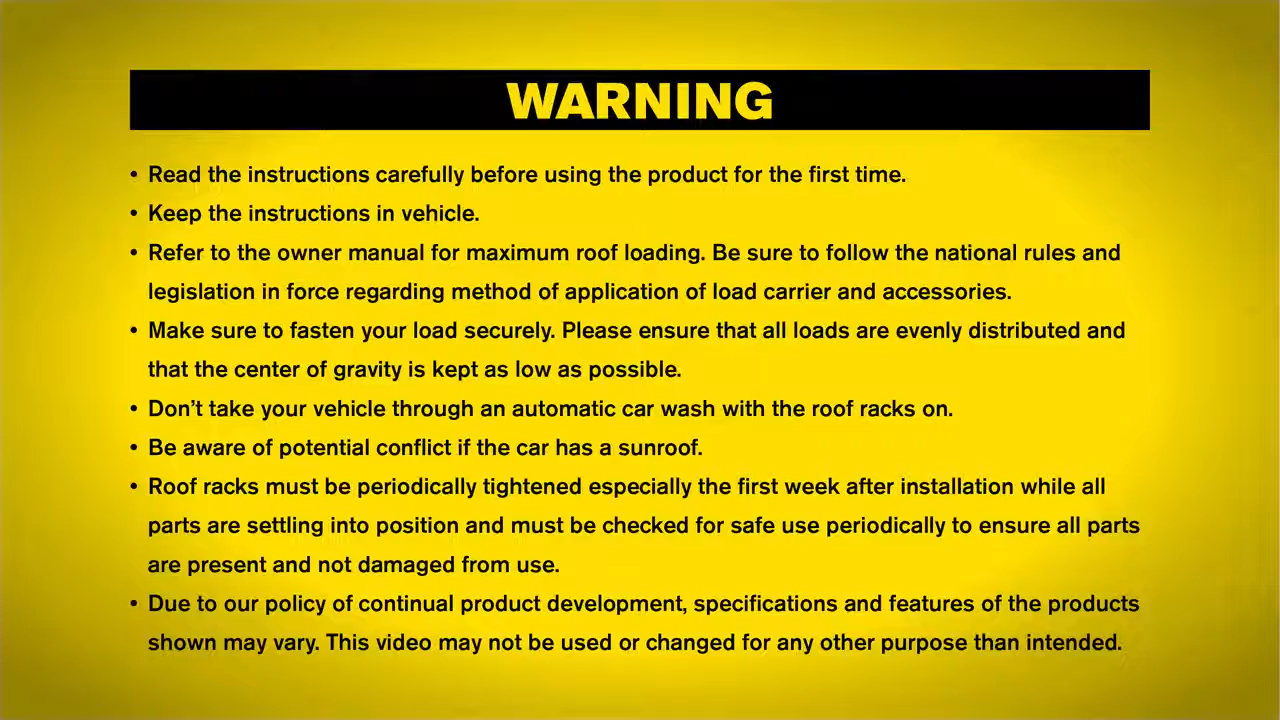 WARNING
• Read the instructions carefully before using the product for the first time.
• Keep the instructions in vehicle.
• Refer to the owner manual for maximum roof loading. Be sure to follow the national rules and
legislation in force regarding method of application of load carrier and accessories.
• Make sure to fasten your load securely. Please ensure that all loads are evenly distributed and
that the center of gravity is kept as low as possible.
• Don’t take your vehicle through an automatic car wash with the roof racks on.
• Be aware of potential conflict if the car has a sunroof.
• Roof racks must be periodically tightened especially the first week after installation while all
parts are settling into position and must be checked for safe use periodically to ensure all parts
are present and not damaged from use.
• Due to our policy of continual product development, specifications and features of the products
shown may vary. This video may not be used or changed for any other purpose than intended.